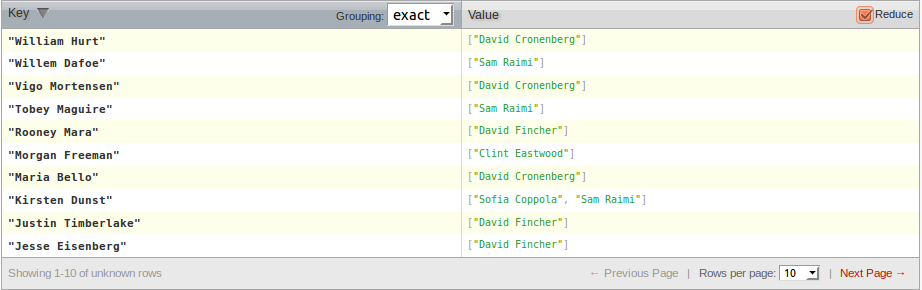 Key ▼ Grouping: exact Value Reduce
"William Hurt" ["David Cronenberg"]
"Willem Dafoe" ["Sam Raimi"]
"Vigo Mortensen" ["David Cronenberg"]
"Tobey Maguire" ["Sam Raimi"]
"Rooney Mara" ["David Fincher"]
"Morgan Freeman" ["Clint Eastwood"]
"Maria Bello" ["David Cronenberg"]
"Kirsten Dunst" ["Sofia Coppola", "Sam Raimi"]
"Justin Timberlake" ["David Fincher"]
"Jesse Eisenberg" ["David Fincher"]
Showing 1-10 of unknown rows ← Previous Page | Rows per page: 10 | Next Page →